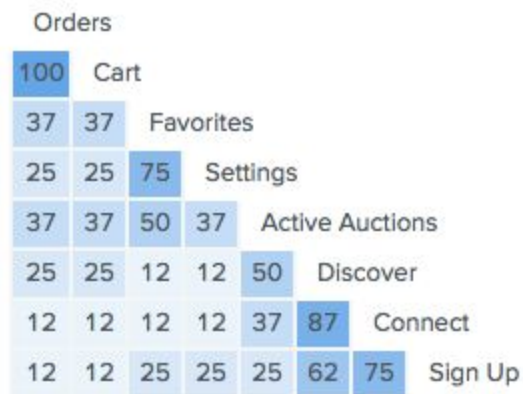 Orders
100 Cart
37 37 Favorites
25 25 75 Settings
37 37 50 37 Active Auctions
25 25 12 12 50 Discover
12 12 12 12 37 87 Connect
12 12 25 25 25 62 75 Sign Up